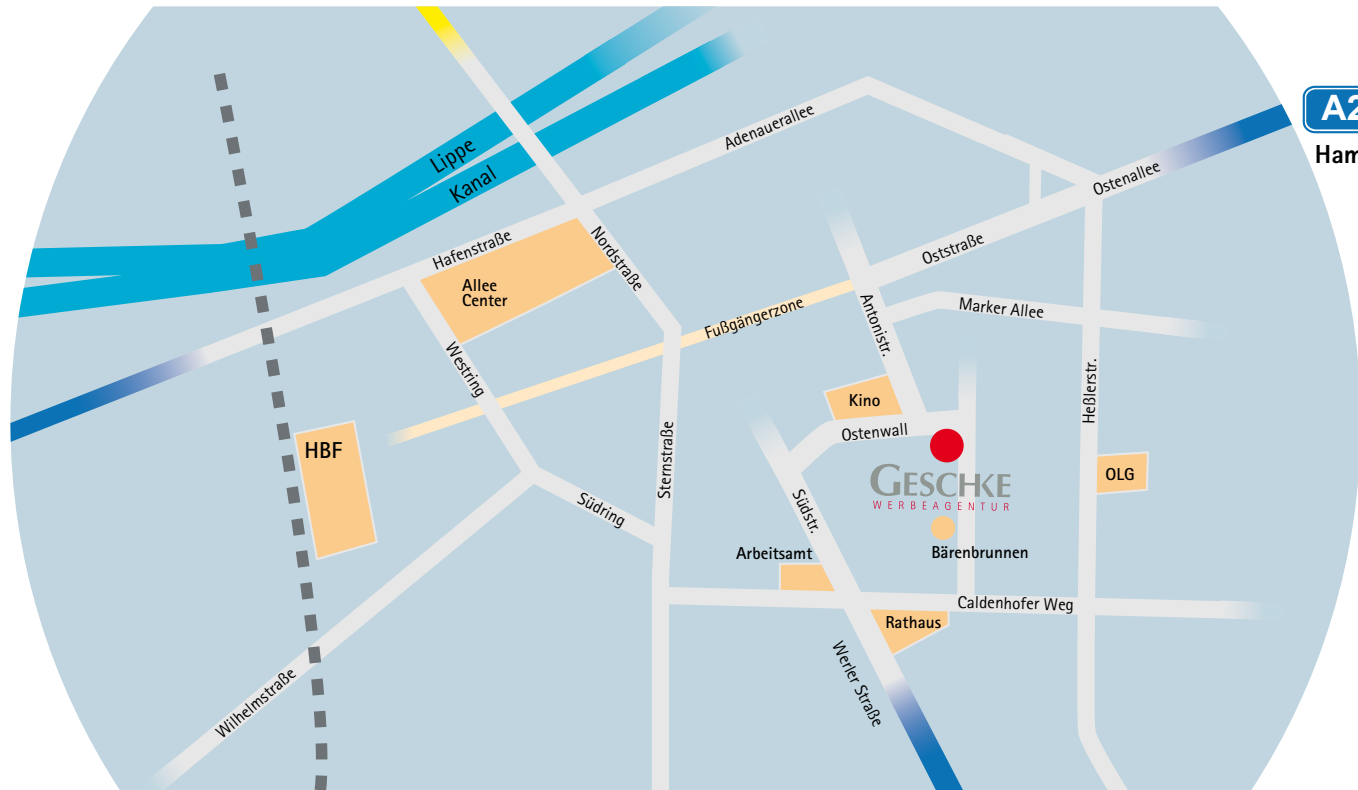 A2
Ham
Adenauerallee
Lippe
Kanal
Ostenallee
Hafenstraße
Nordstraße
Oststraße
Allee
Center
Antonistr.
Marker Allee
Fußgängerzone
Westring
Heßlerstr.
Kino
Ostenwall
HBF
Sternstraße
GESCHKE
WERBEAGENTUR
OLG
Südring
Südstr.
Arbeitsamt
Bärenbrunnen
Caldenhofer Weg
Rathaus
Werler Straße
Wilhelmstraße